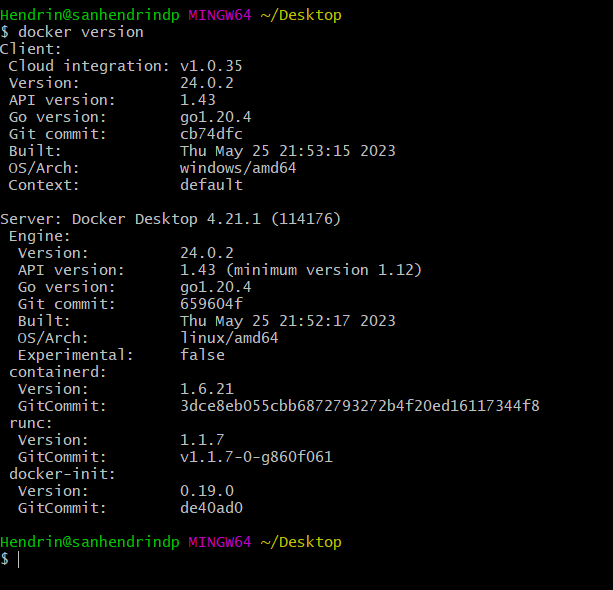 Hendrin@sanhendrindp MINGW64 ~/Desktop
$ docker version
Client:
 Cloud integration: v1.0.35
 Version:           24.0.2
 API version:       1.43
 Go version:        go1.20.4
 Git commit:        cb74dfc
 Built:             Thu May 25 21:53:15 2023
 OS/Arch:           windows/amd64
 Context:           default

Server: Docker Desktop 4.21.1 (114176)
 Engine:
  Version:          24.0.2
  API version:      1.43 (minimum version 1.12)
  Go version:       go1.20.4
  Git commit:       659604f
  Built:            Thu May 25 21:52:17 2023
  OS/Arch:          linux/amd64
  Experimental:     false
 containerd:
  Version:          1.6.21
  GitCommit:        3dce8eb055cbb6872793272b4f20ed16117344f8
 runc:
  Version:          1.1.7
  GitCommit:        v1.1.7-0-g860f061
 docker-init:
  Version:          0.19.0
  GitCommit:        de40ad0

Hendrin@sanhendrindp MINGW64 ~/Desktop
$